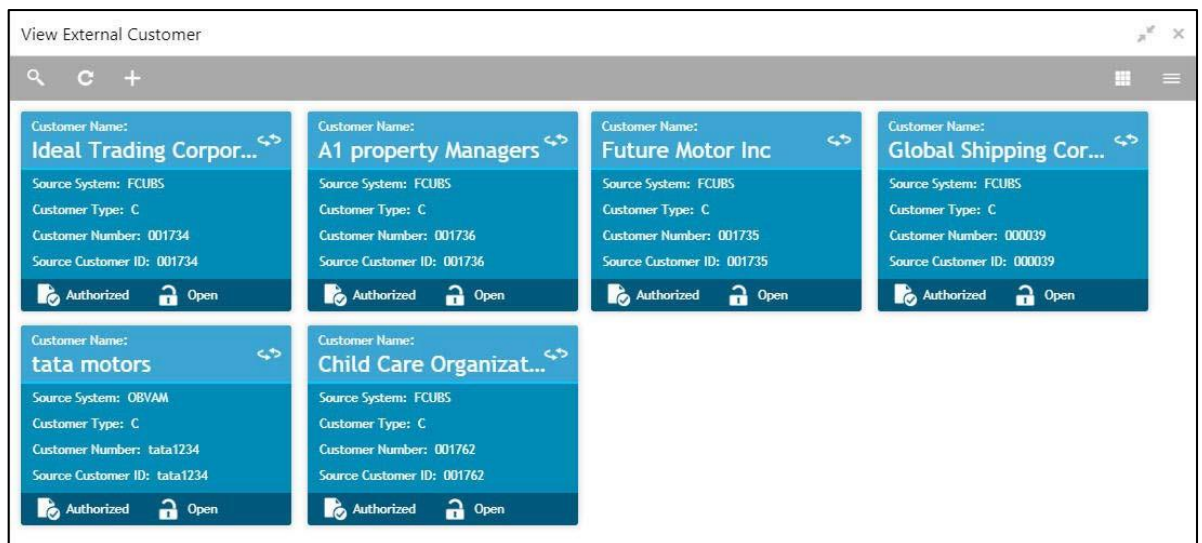 View External Customer
Customer Name:
Ideal Trading Corpor...
Source System: FCUBS
Customer Type: C
Customer Number: 001734
Source Customer ID: 001734
Authorized Open
Customer Name:
A1 property Managers
Source System: FCUBS
Customer Type: C
Customer Number: 001736
Source Customer ID: 001736
Authorized Open
Customer Name:
Future Motor Inc
Source System: FCUBS
Customer Type: C
Customer Number: 001735
Source Customer ID: 001735
Authorized Open
Customer Name:
Global Shipping Cor...
Source System: FCUBS
Customer Type: C
Customer Number: 000039
Source Customer ID: 000039
Authorized Open
Customer Name:
tata motors
Source System: OBVAM
Customer Type: C
Customer Number: tata1234
Source Customer ID: tata1234
Authorized Open
Customer Name:
Child Care Organizat...
Source System: FCUBS
Customer Type: C
Customer Number: 001762
Source Customer ID: 001762
Authorized Open